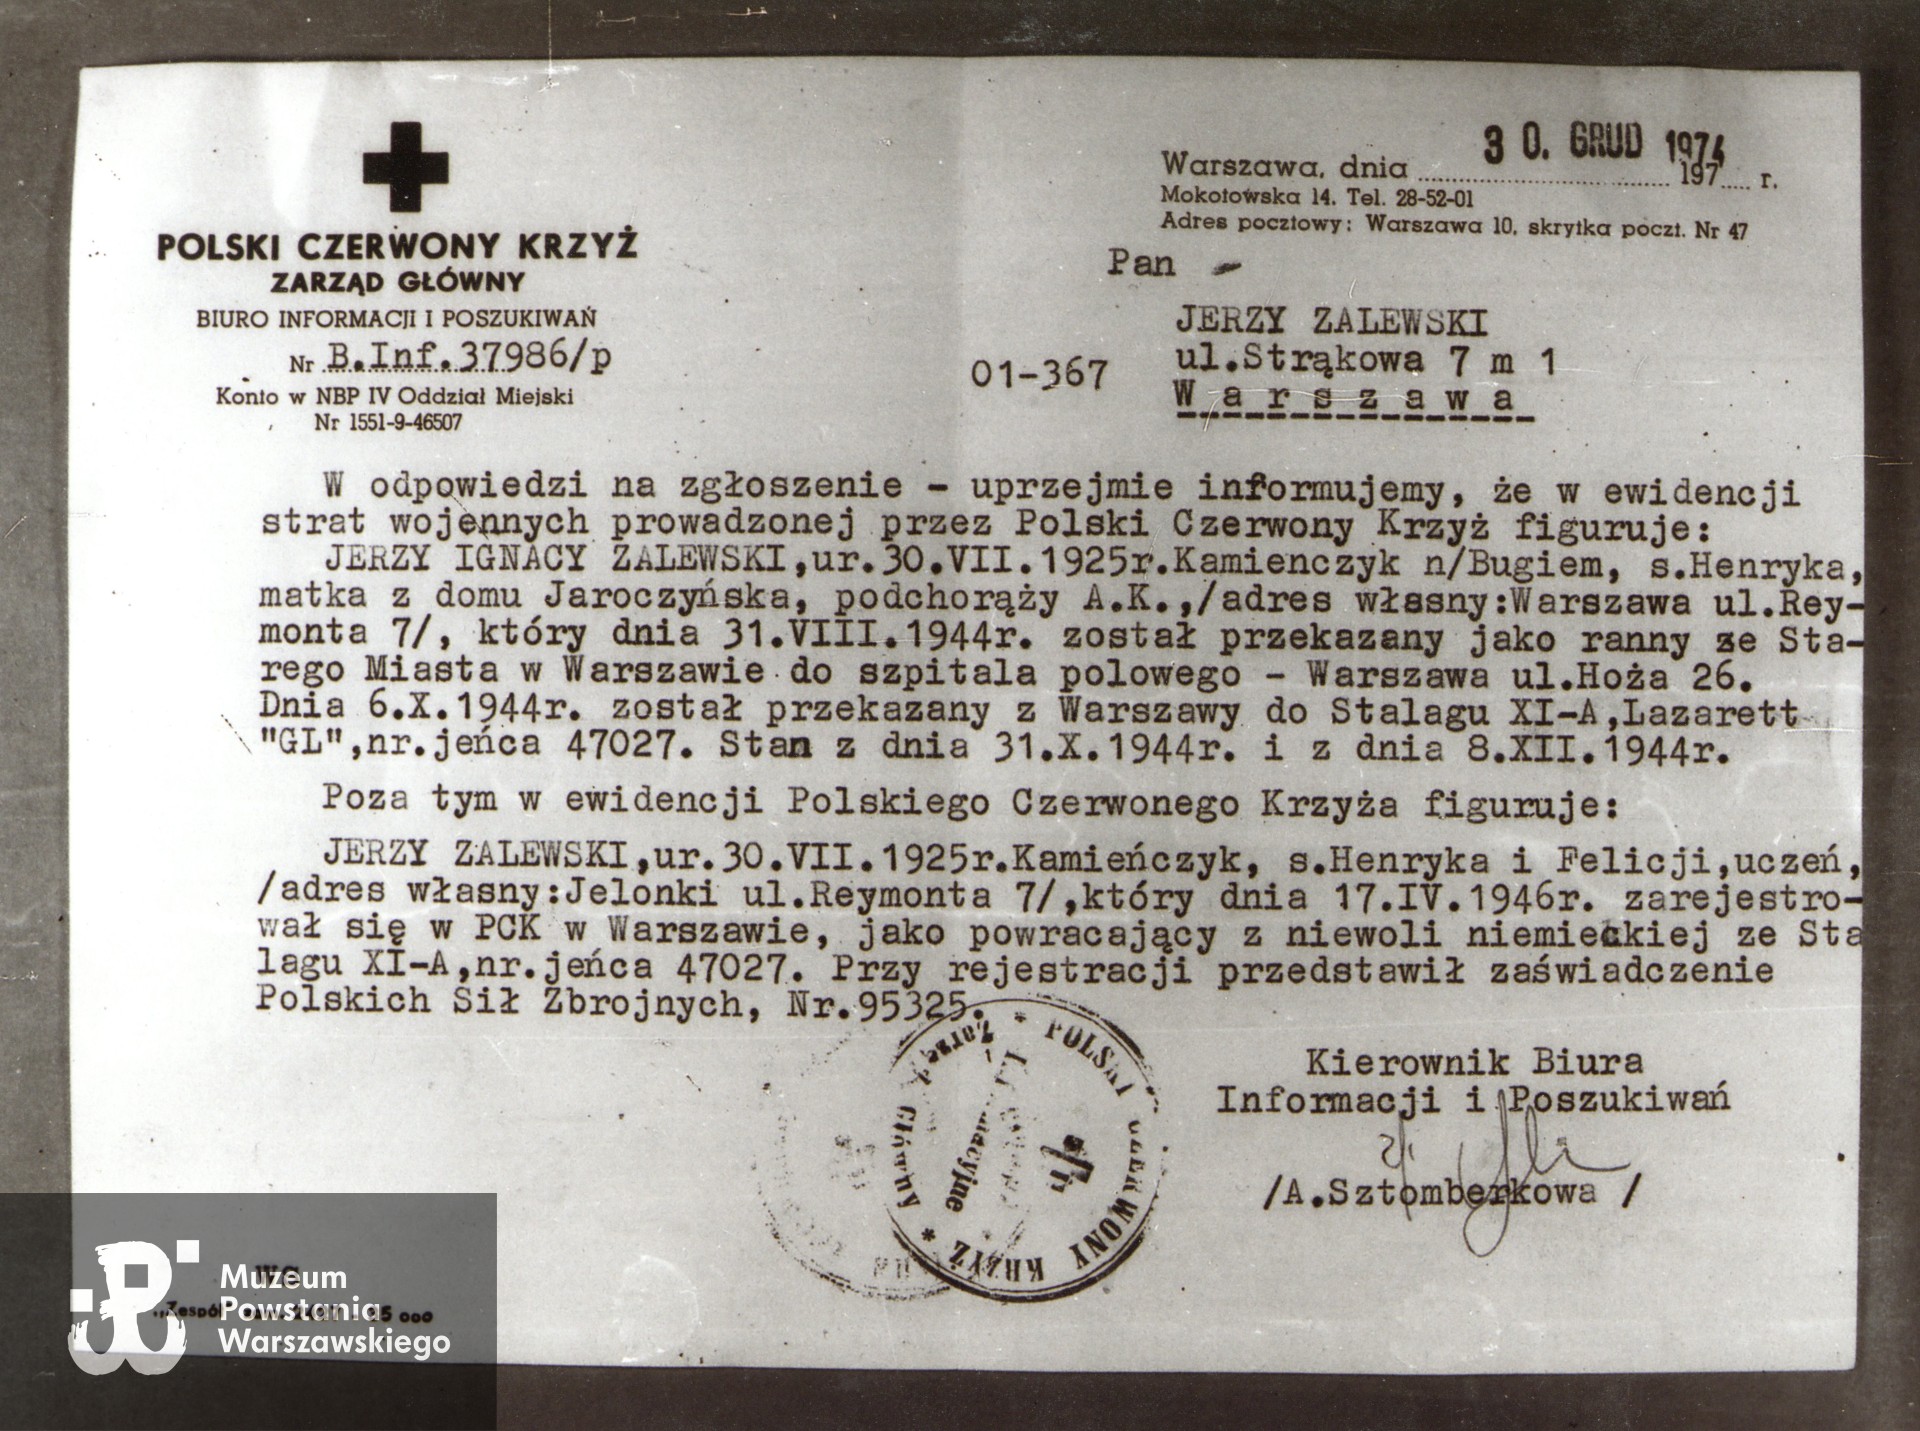 POLSKI CZERWONY KRZYŻ
ZARZĄD GŁÓWNY
BIURO INFORMACJI I POSZUKIWAŃ
Nr B.Inf.37986/p
Konto w NBP IV Oddział Miejski
Nr 1551-9-46507
Warszawa, dnia 30. GRUD 1974 197 r.
Mokotowska 14. Tel. 28-52-01
Adres pocztowy: Warszawa 10, skrytka poczt. Nr 47
Pan -
JERZY ZALEWSKI
ul.Strąkowa 7 m 1
01-367
Warszawa
W odpowiedzi na zgłoszenie - uprzejmie informujemy, że w ewidencji
strat wojennych prowadzonej przez Polski Czerwony Krzyż figuruje:
JERZY IGNACY ZALEWSKI,ur.30.VII.1925r.Kamienczyk n/Bugiem, s.Henryka,
matka z domu Jaroczyńska, podchorąży A.K.,/adres własny:Warszawa ul.Rey-
monta 7/, który dnia 31.VIII.1944r. został przekazany jako ranny ze Sta-
rego Miasta w Warszawie do szpitala polowego - Warszawa ul.Hoża 26.
Dnia 6.X.1944r. został przekazany z Warszawy do Stalagu XI-A,Lazarett
"GL",nr.jeńca 47027. Stan z dnia 31.X.1944r. i z dnia 8.XII.1944r.
Poza tym w ewidencji Polskiego Czerwonego Krzyża figuruje:
JERZY ZALEWSKI,ur.30.VII.1925r.Kamieńczyk, s.Henryka i Felicji,uczeń,
/adres własny:Jelonki ul.Reymonta 7/,który dnia 17.IV.1946r. zarejestro-
wał się w PCK w Warszawie, jako powracający z niewoli niemieckiej ze Sta
lagu XI-A,nr.jeńca 47027. Przy rejestracji przedstawił zaświadczenie
Polskich Sił Zbrojnych, Nr.95325.
* POLSKI CZERWONY KRZYŻ *
Główny
Kierownik Biura
Informacji i Poszukiwań
/A.Sztomberkowa /
Muzeum
Powstania
Warszawskiego